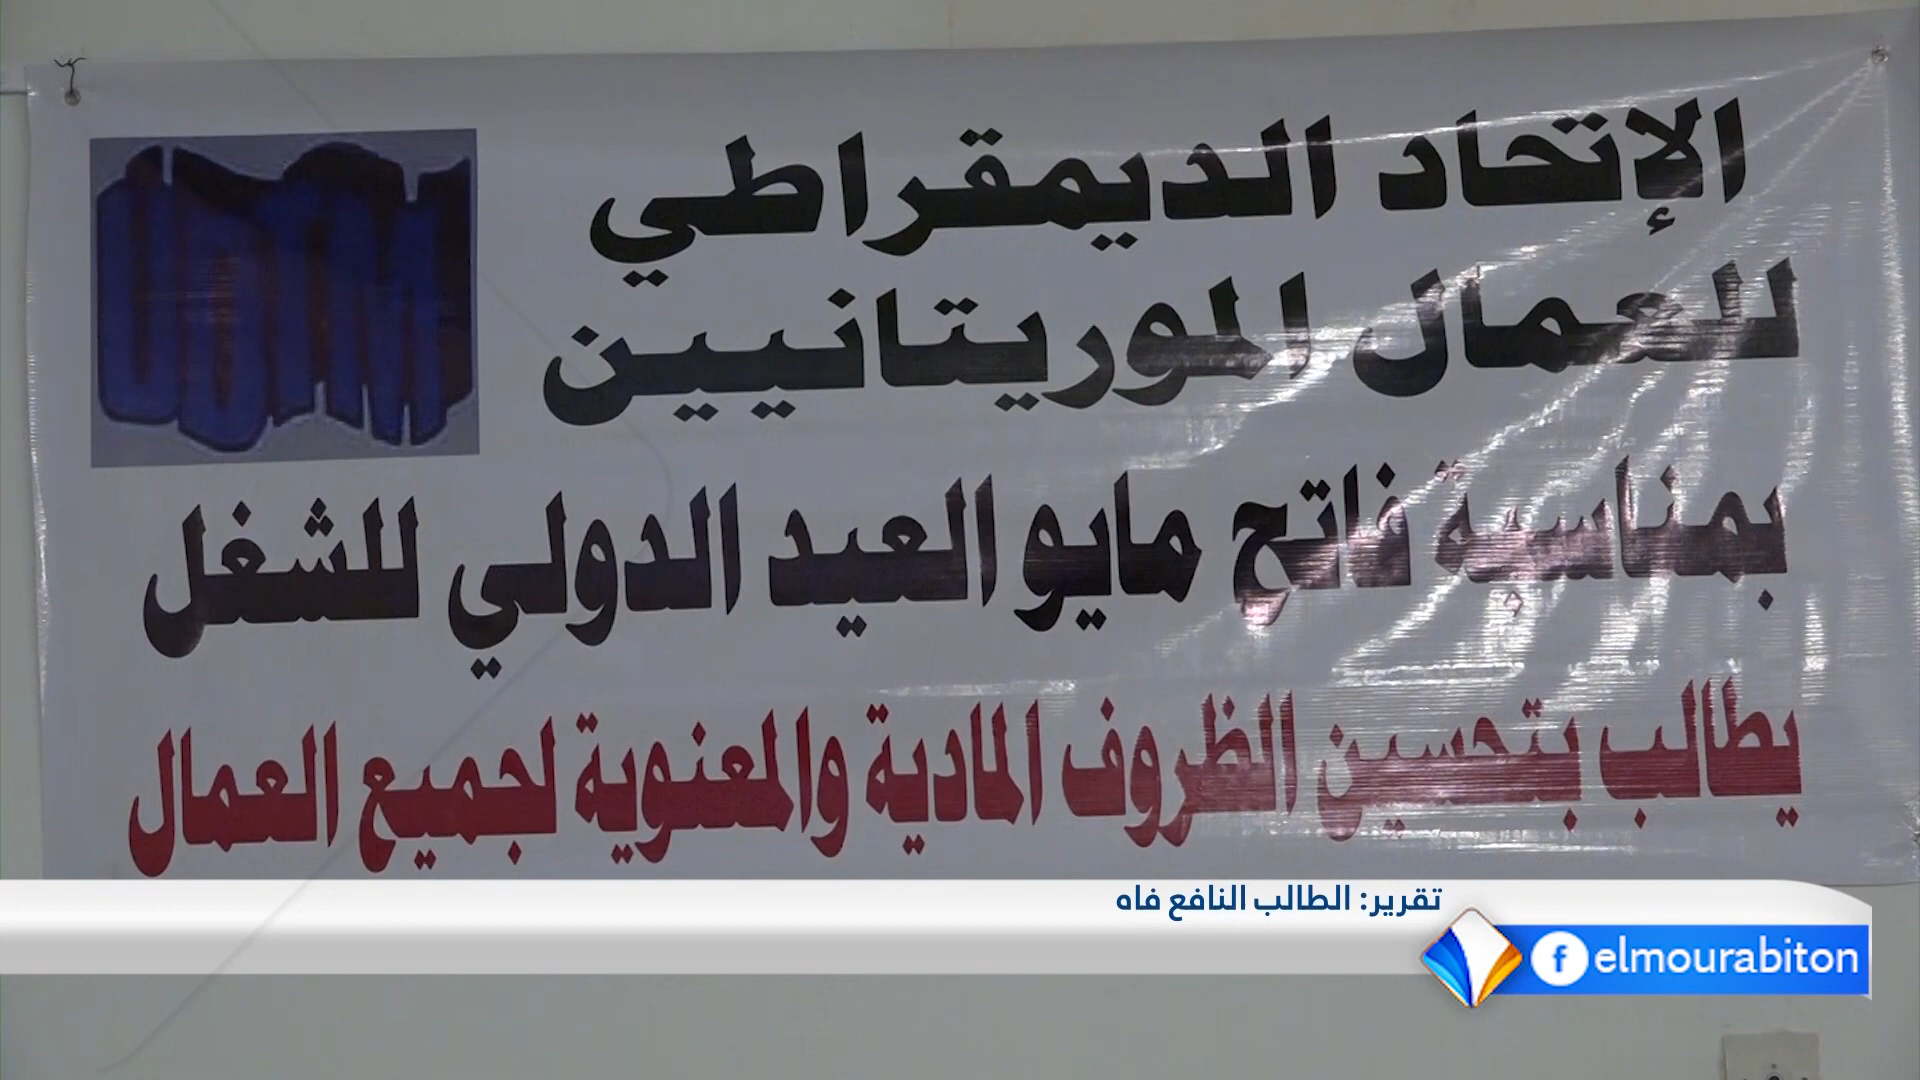 الإتحاد الديمقراطي
للعمال الموريتانيين
UDTM
بمناسبة فاتح مايو العيد الدولي للشغل
يطالب بتحسين الظروف المادية والمعنوية لجميع العمال
تقرير: الطالب النافع فاه
elmourabiton